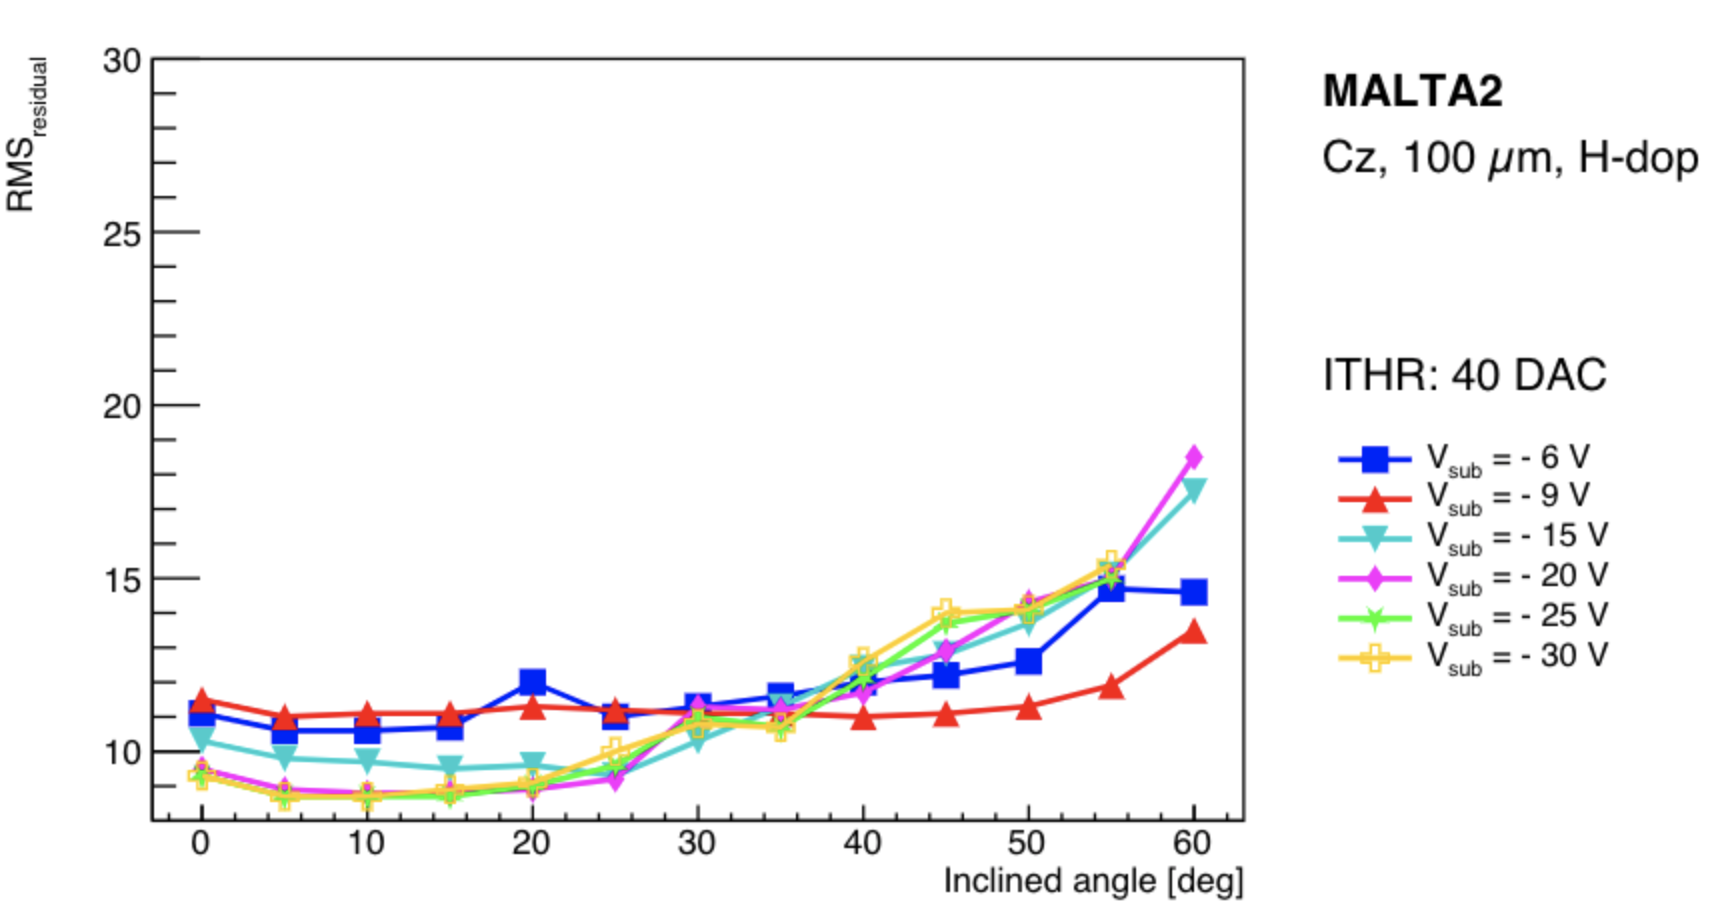 30
25
20
15
10
RMSresidual
0 10 20 30 40 50 60
Inclined angle [deg]
MALTA2
Cz, 100 µm, H-dop
ITHR: 40 DAC
Vsub = - 6 V
Vsub = - 9 V
Vsub = - 15 V
Vsub = - 20 V
Vsub = - 25 V
Vsub = - 30 V